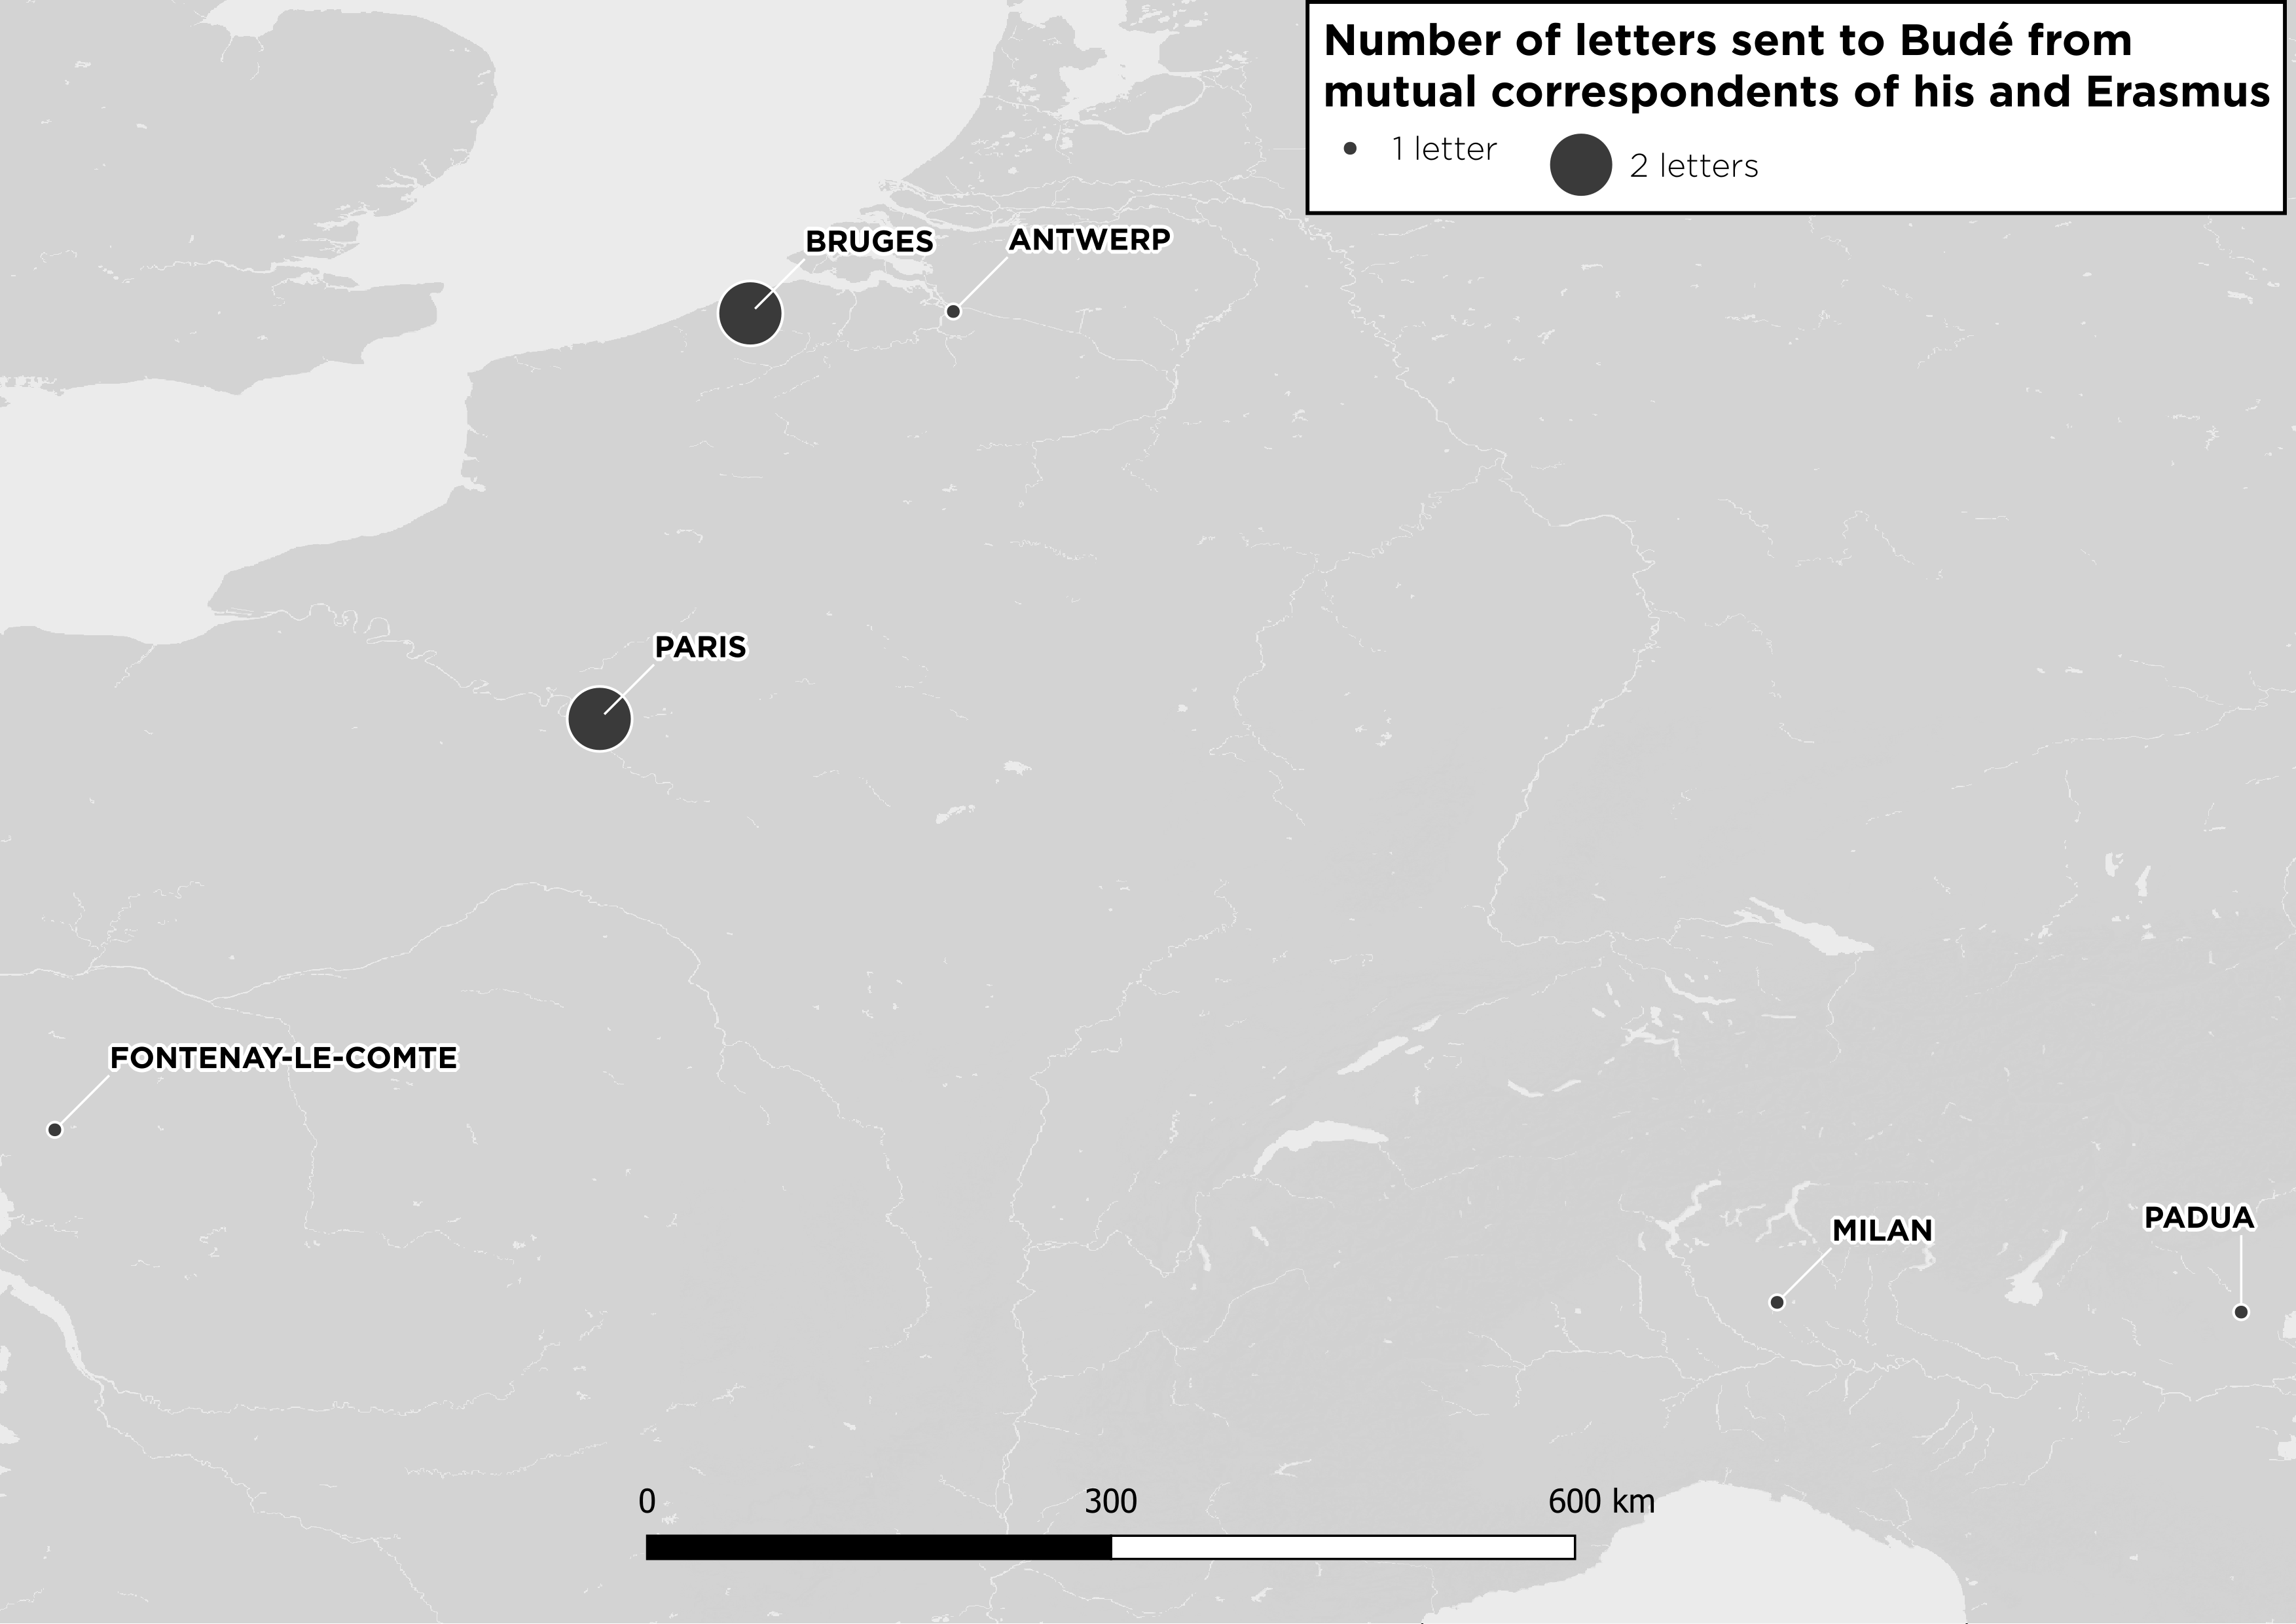 Number of letters sent to Budé from
mutual correspondents of his and Erasmus
1 letter
2 letters
BRUGES
ANTWERP
PARIS
FONTENAY-LE-COMTE
MILAN
PADUA
0 300 600 km